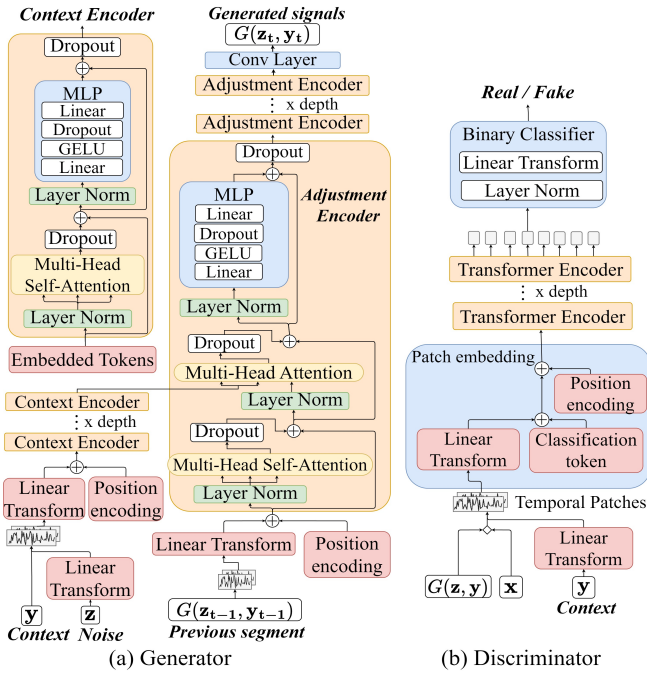 Context Encoder
Dropout
MLP
Linear
Dropout
GELU
Linear
Layer Norm
Dropout
Multi-Head
Self-Attention
Layer Norm
Embedded Tokens
Context Encoder
x depth
Context Encoder
Linear
Transform
Position
encoding
Linear
Transform
y
z
Context
Noise
Generated signals
G(z_t, y_t)
Conv Layer
Adjustment Encoder
x depth
Adjustment Encoder
Dropout
MLP
Linear
Dropout
GELU
Linear
Adjustment
Encoder
Layer Norm
Dropout
Multi-Head Attention
Layer Norm
Dropout
Multi-Head Self-Attention
Layer Norm
Linear Transform
Position
encoding
G(z_{t−1}, y_{t−1})
Previous segment
(a) Generator
Real / Fake
Binary Classifier
Linear Transform
Layer Norm
Transformer Encoder
x depth
Transformer Encoder
Patch embedding
Position
encoding
Linear
Transform
Classification
token
Temporal Patches
Linear
Transform
G(z, y)
x
y
Context
(b) Discriminator